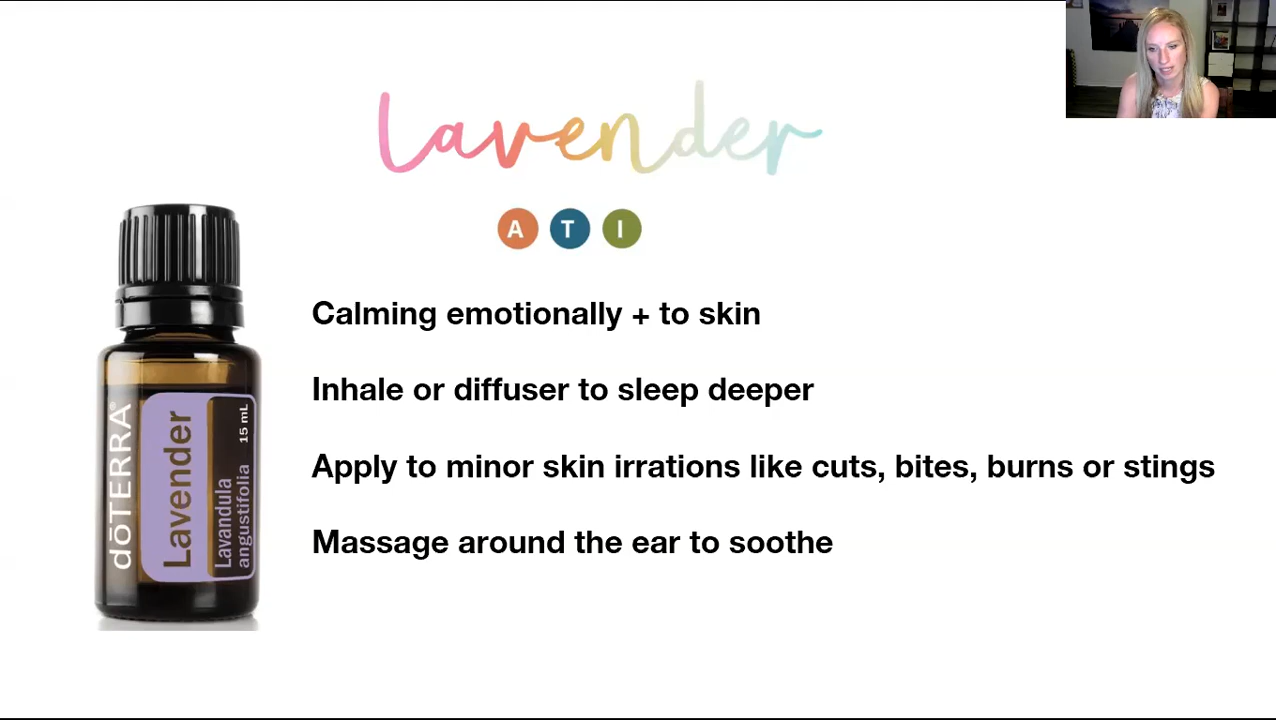 lavender
A T I
Calming emotionally + to skin
Inhale or diffuser to sleep deeper
Apply to minor skin irrations like cuts, bites, burns or stings
Massage around the ear to soothe
dōTERRA®
Lavender
Lavandula
angustifolia
15 mL